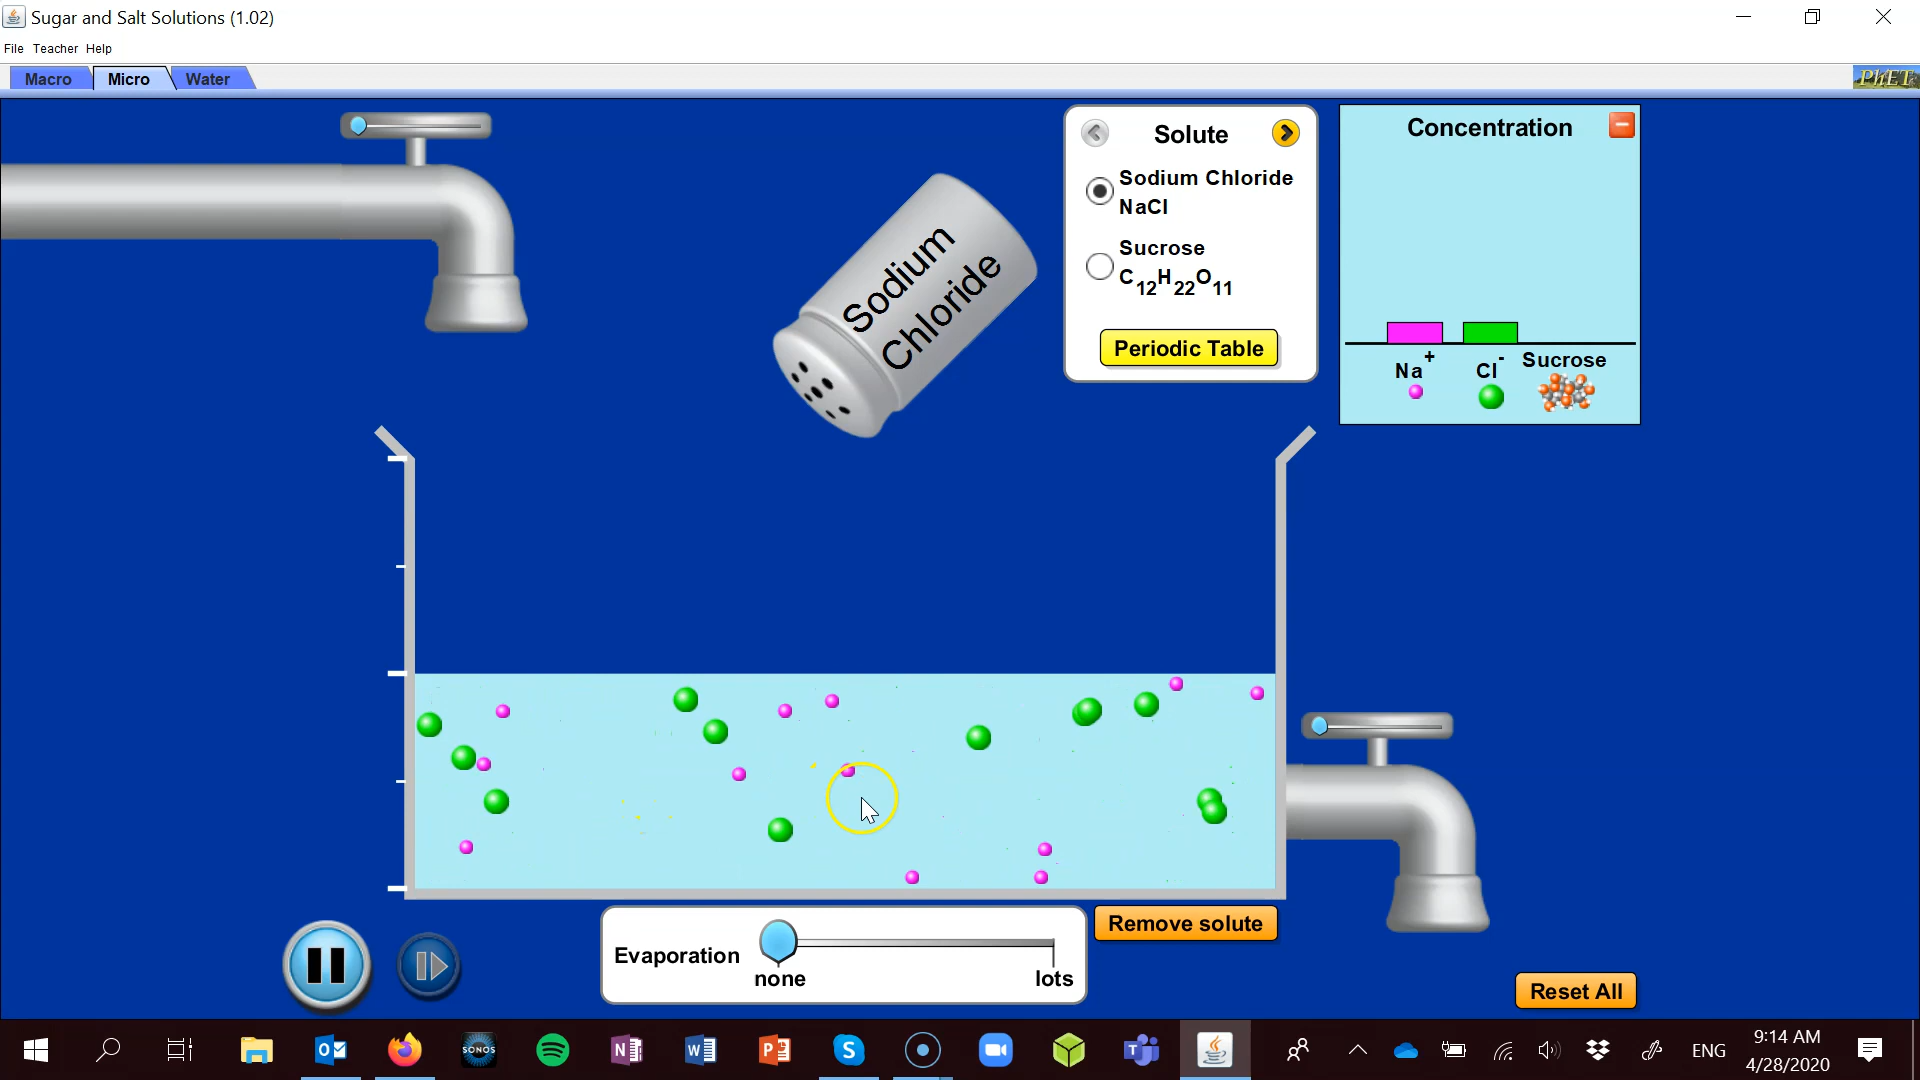 Sugar and Salt Solutions (1.02)
File Teacher Help
Macro Micro Water
PhET
Solute
Sodium Chloride
NaCl
Sucrose
C12H22O11
Periodic Table
Concentration
Na+ Cl- Sucrose
Sodium
Chloride
Evaporation
none lots
Remove solute
Reset All
SONOS
ENG
9:14 AM
4/28/2020